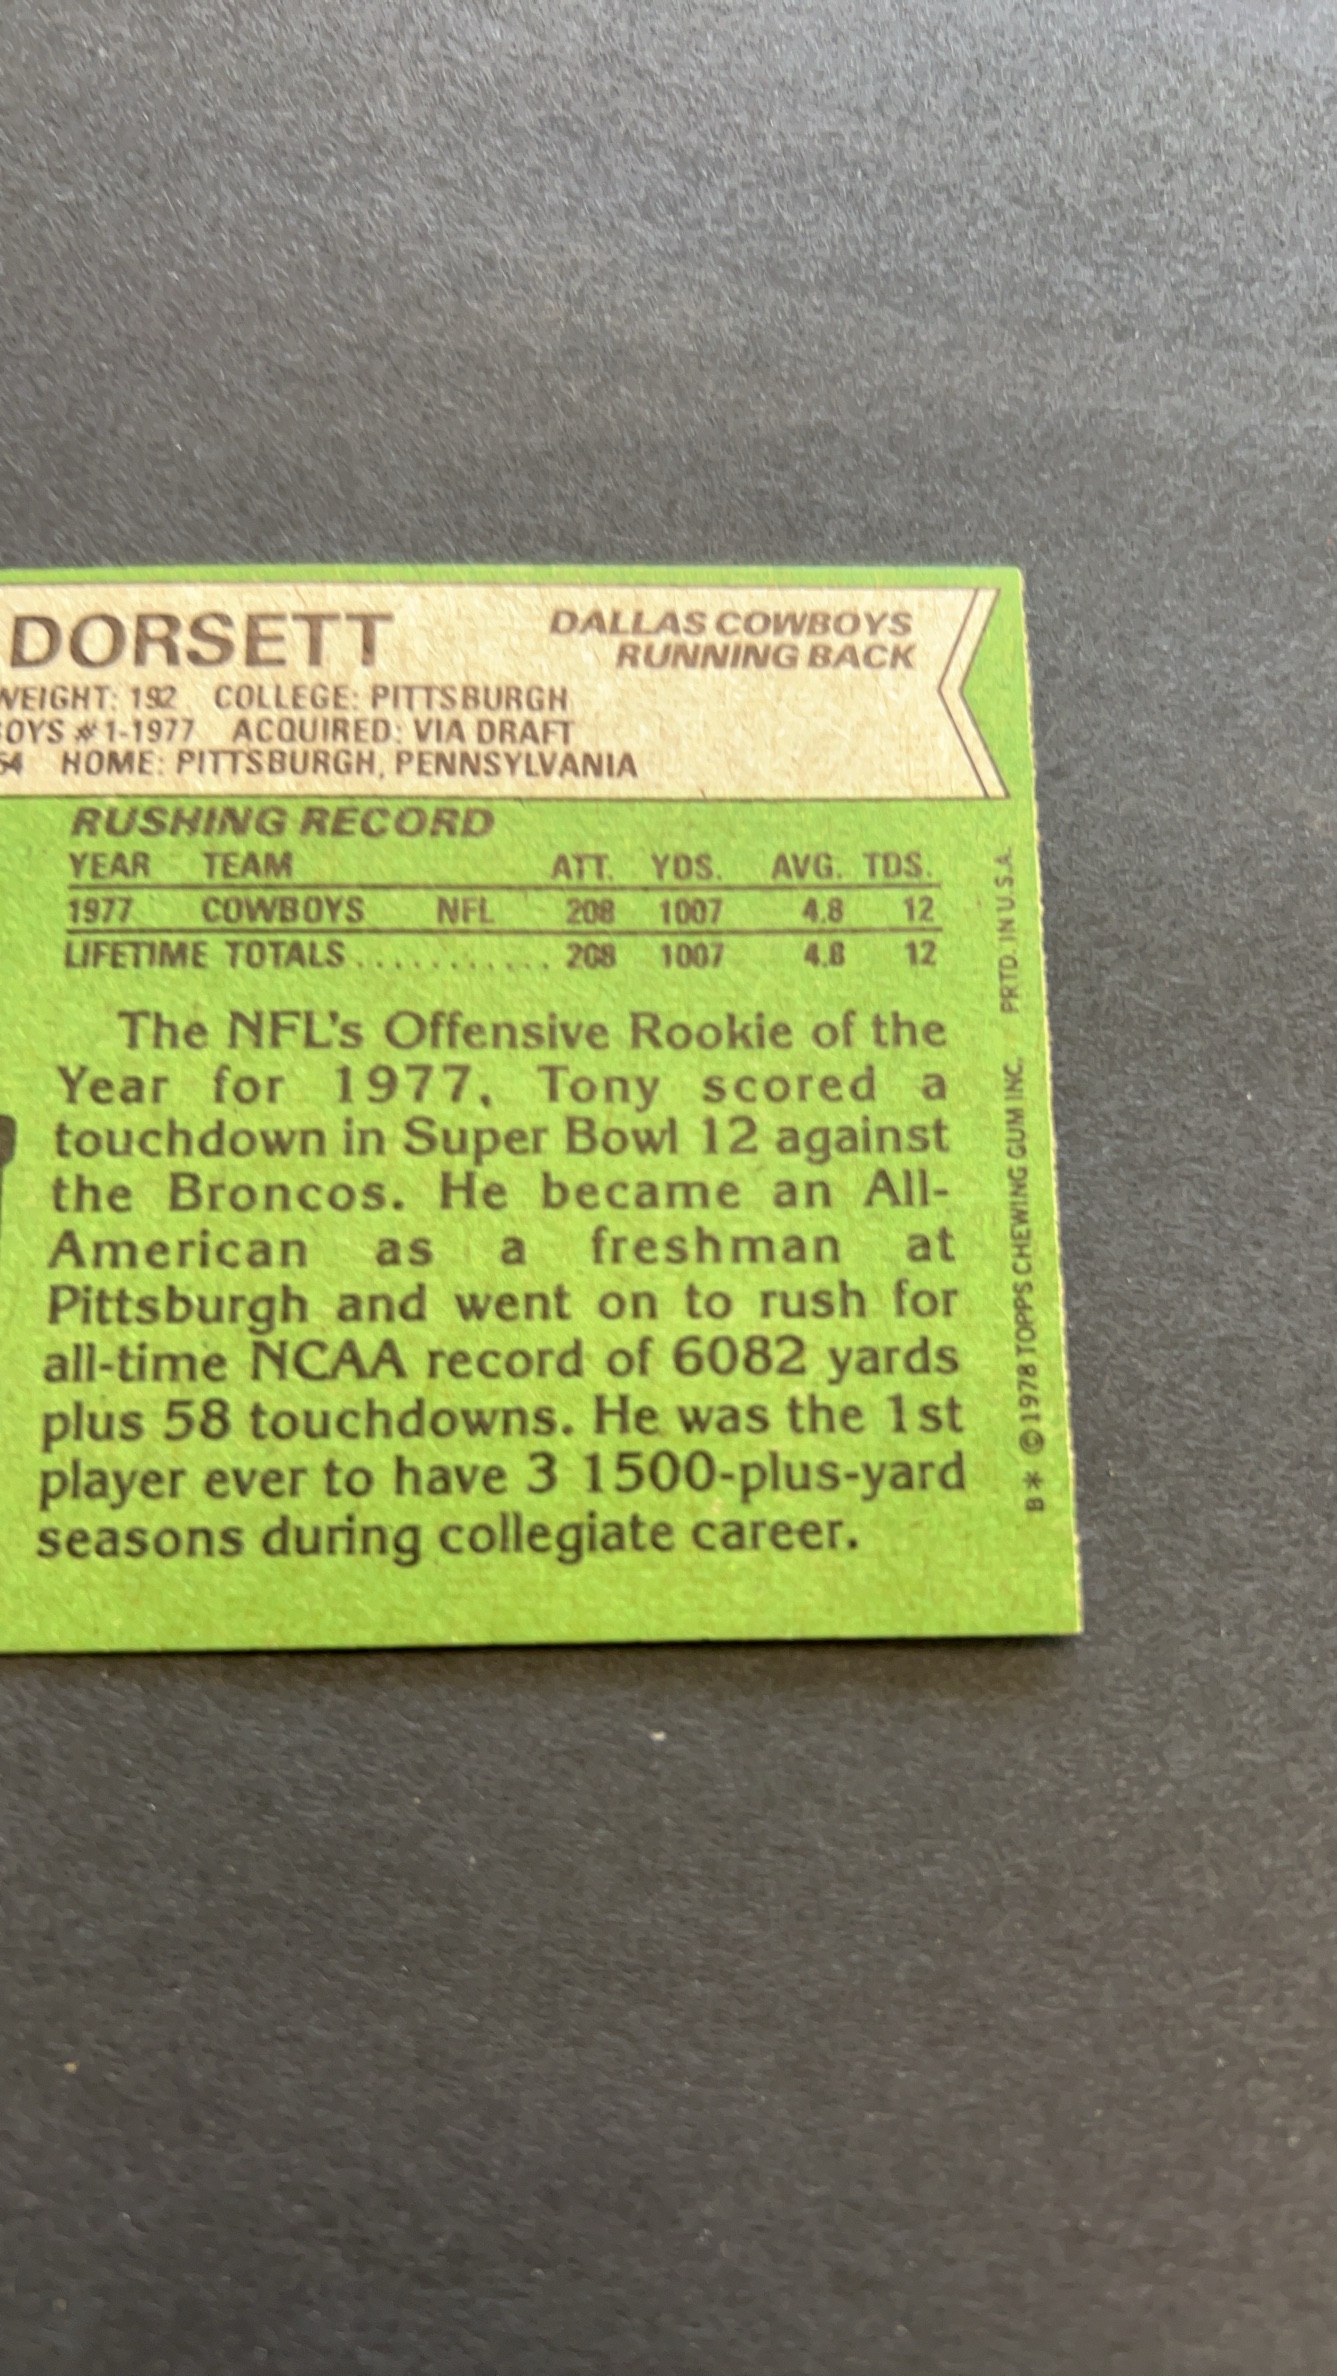 DORSETT
DALLAS COWBOYS
RUNNING BACK
WEIGHT: 192 COLLEGE: PITTSBURGH
OYS #1-1977 ACQUIRED: VIA DRAFT
54 HOME: PITTSBURGH, PENNSYLVANIA
RUSHING RECORD
YEAR TEAM ATT. YDS. AVG. TDS.
1977 COWBOYS NFL 208 1007 4.8 12
LIFETIME TOTALS............ 208 1007 4.8 12
The NFL's Offensive Rookie of the
Year for 1977, Tony scored a
touchdown in Super Bowl 12 against
the Broncos. He became an All-
American as a freshman at
Pittsburgh and went on to rush for
all-time NCAA record of 6082 yards
plus 58 touchdowns. He was the 1st
player ever to have 3 1500-plus-yard
seasons during collegiate career.
B* ©1978 TOPPS CHEWING GUM INC. PRTD. IN U.S.A.